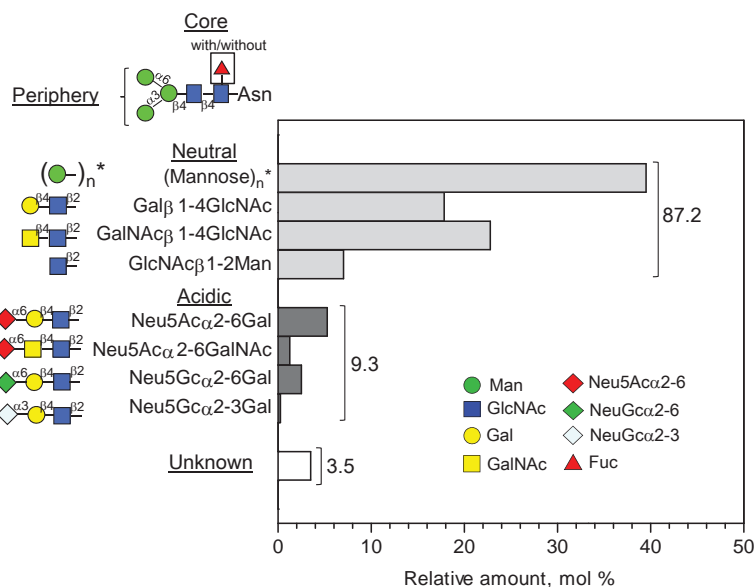 Core
with/without
Periphery
α6
α3
β4
β4
Asn
Neutral
(Mannose)n*
( )n*
β4 β2
Galβ 1-4GlcNAc
β4 β2
GalNAcβ 1-4GlcNAc
β2
GlcNAcβ1-2Man
87.2
Acidic
α6 β4 β2
Neu5Acα2-6Gal
α6 β4 β2
Neu5Acα2-6GalNAc
α6 β4 β2
Neu5Gcα2-6Gal
α3 β4 β2
Neu5Gcα2-3Gal
9.3
Man
GlcNAc
Gal
GalNAc
Neu5Acα2-6
NeuGcα2-6
NeuGcα2-3
Fuc
Unknown
3.5
0 10 20 30 40 50
Relative amount, mol %